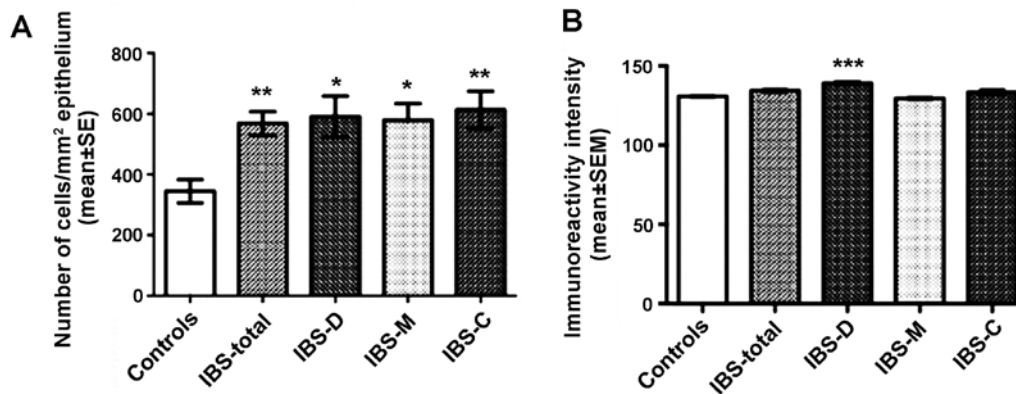 A
Number of cells/mm² epithelium
(mean±SE)
800
600
400
200
0
**
*
*
**
Controls
IBS-total
IBS-D
IBS-M
IBS-C
B
Immunoreactivity intensity
(mean±SEM)
150
100
50
0
***
Controls
IBS-total
IBS-D
IBS-M
IBS-C